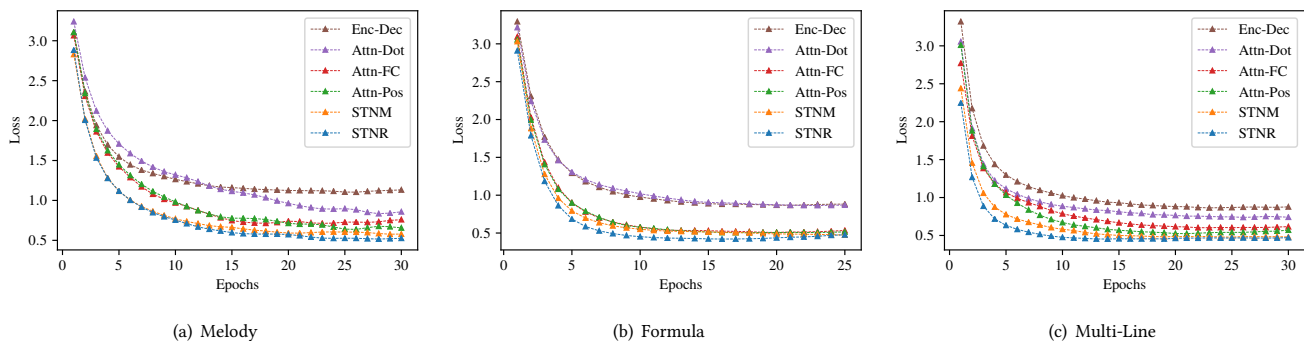 Loss
3.0
2.5
2.0
1.5
1.0
0.5
0
5
10
15
20
25
30
Epochs
Enc-Dec
Attn-Dot
Attn-FC
Attn-Pos
STNM
STNR
(a) Melody
Loss
3.0
2.5
2.0
1.5
1.0
0.5
0
5
10
15
20
25
Epochs
Enc-Dec
Attn-Dot
Attn-FC
Attn-Pos
STNM
STNR
(b) Formula
Loss
3.0
2.5
2.0
1.5
1.0
0.5
0
5
10
15
20
25
30
Epochs
Enc-Dec
Attn-Dot
Attn-FC
Attn-Pos
STNM
STNR
(c) Multi-Line